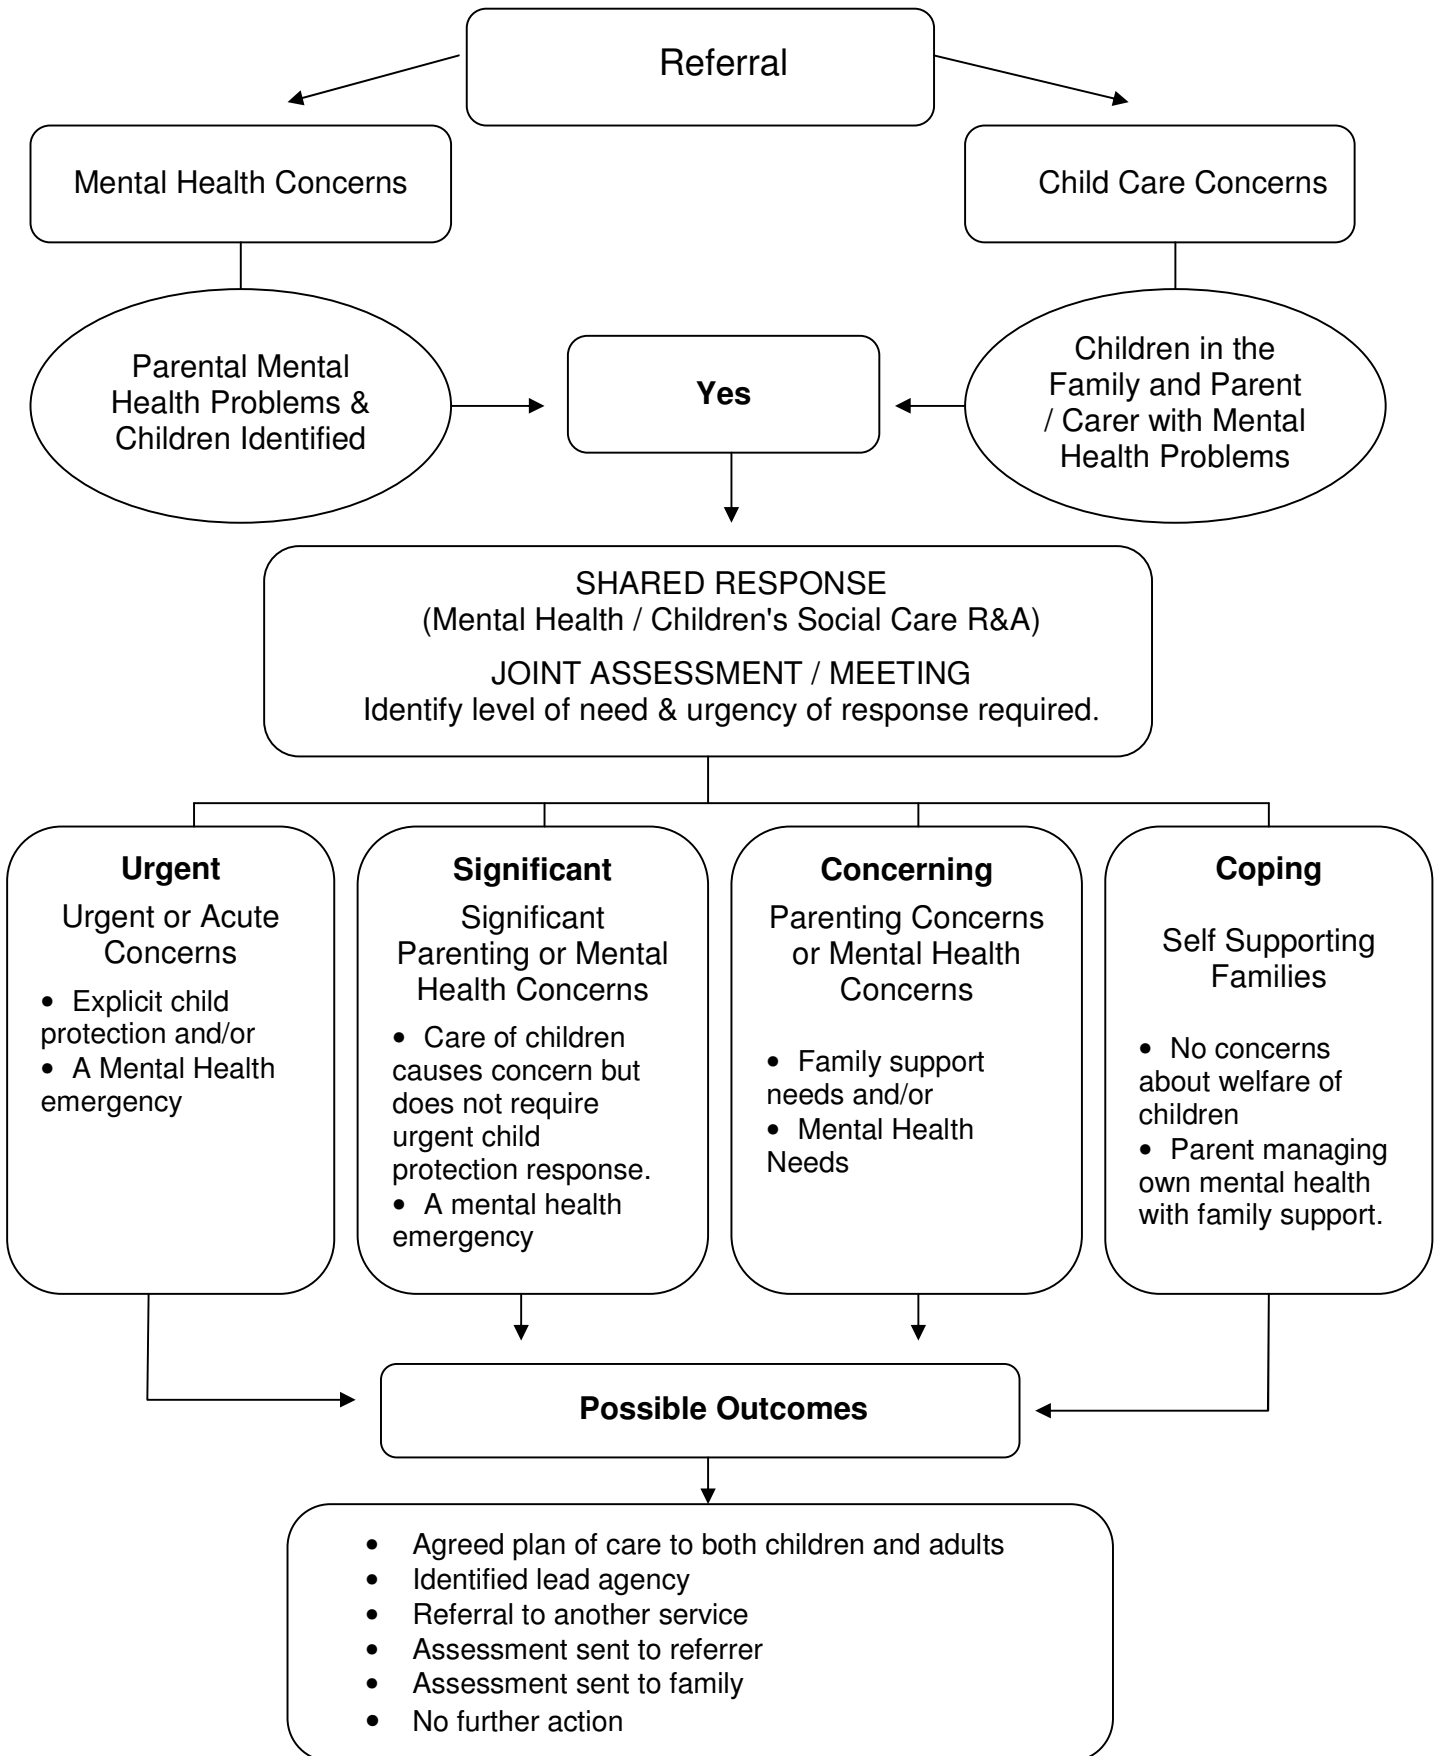 Referral
Mental Health Concerns
Child Care Concerns
Parental Mental
Health Problems &
Children Identified
Yes
Children in the
Family and Parent
/ Carer with Mental
Health Problems
SHARED RESPONSE
(Mental Health / Children's Social Care R&A)
JOINT ASSESSMENT / MEETING
Identify level of need & urgency of response required.
Urgent
Urgent or Acute
Concerns
• Explicit child
protection and/or
• A Mental Health
emergency
Significant
Significant
Parenting or Mental
Health Concerns
• Care of children
causes concern but
does not require
urgent child
protection response.
• A mental health
emergency
Concerning
Parenting Concerns
or Mental Health
Concerns
• Family support
needs and/or
• Mental Health
Needs
Coping
Self Supporting
Families
• No concerns
about welfare of
children
• Parent managing
own mental health
with family support.
Possible Outcomes
• Agreed plan of care to both children and adults
• Identified lead agency
• Referral to another service
• Assessment sent to referrer
• Assessment sent to family
• No further action